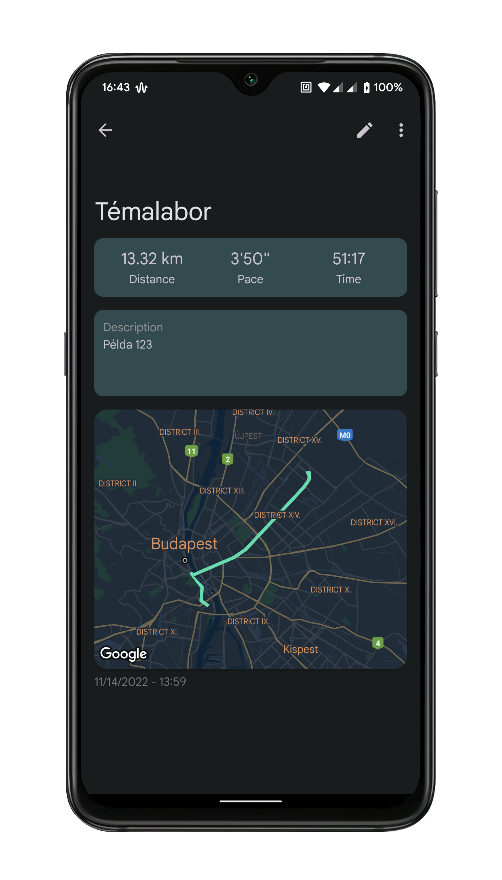 16:43 100%
Témalabor
13.32 km 3'50" 51:17
Distance Pace Time
Description
Példa 123
DISTRICT IV.
DISTRICT III. ÚJPEST DISTRICT XV. M0
11 2
DISTRICT II DISTRICT XIII.
DISTRICT XIV. DISTRICT XVI.
Budapest
DISTRICT X.
DISTRICT IX.
DISTRICT XI.
Kispest 4
Google
11/14/2022 - 13:59